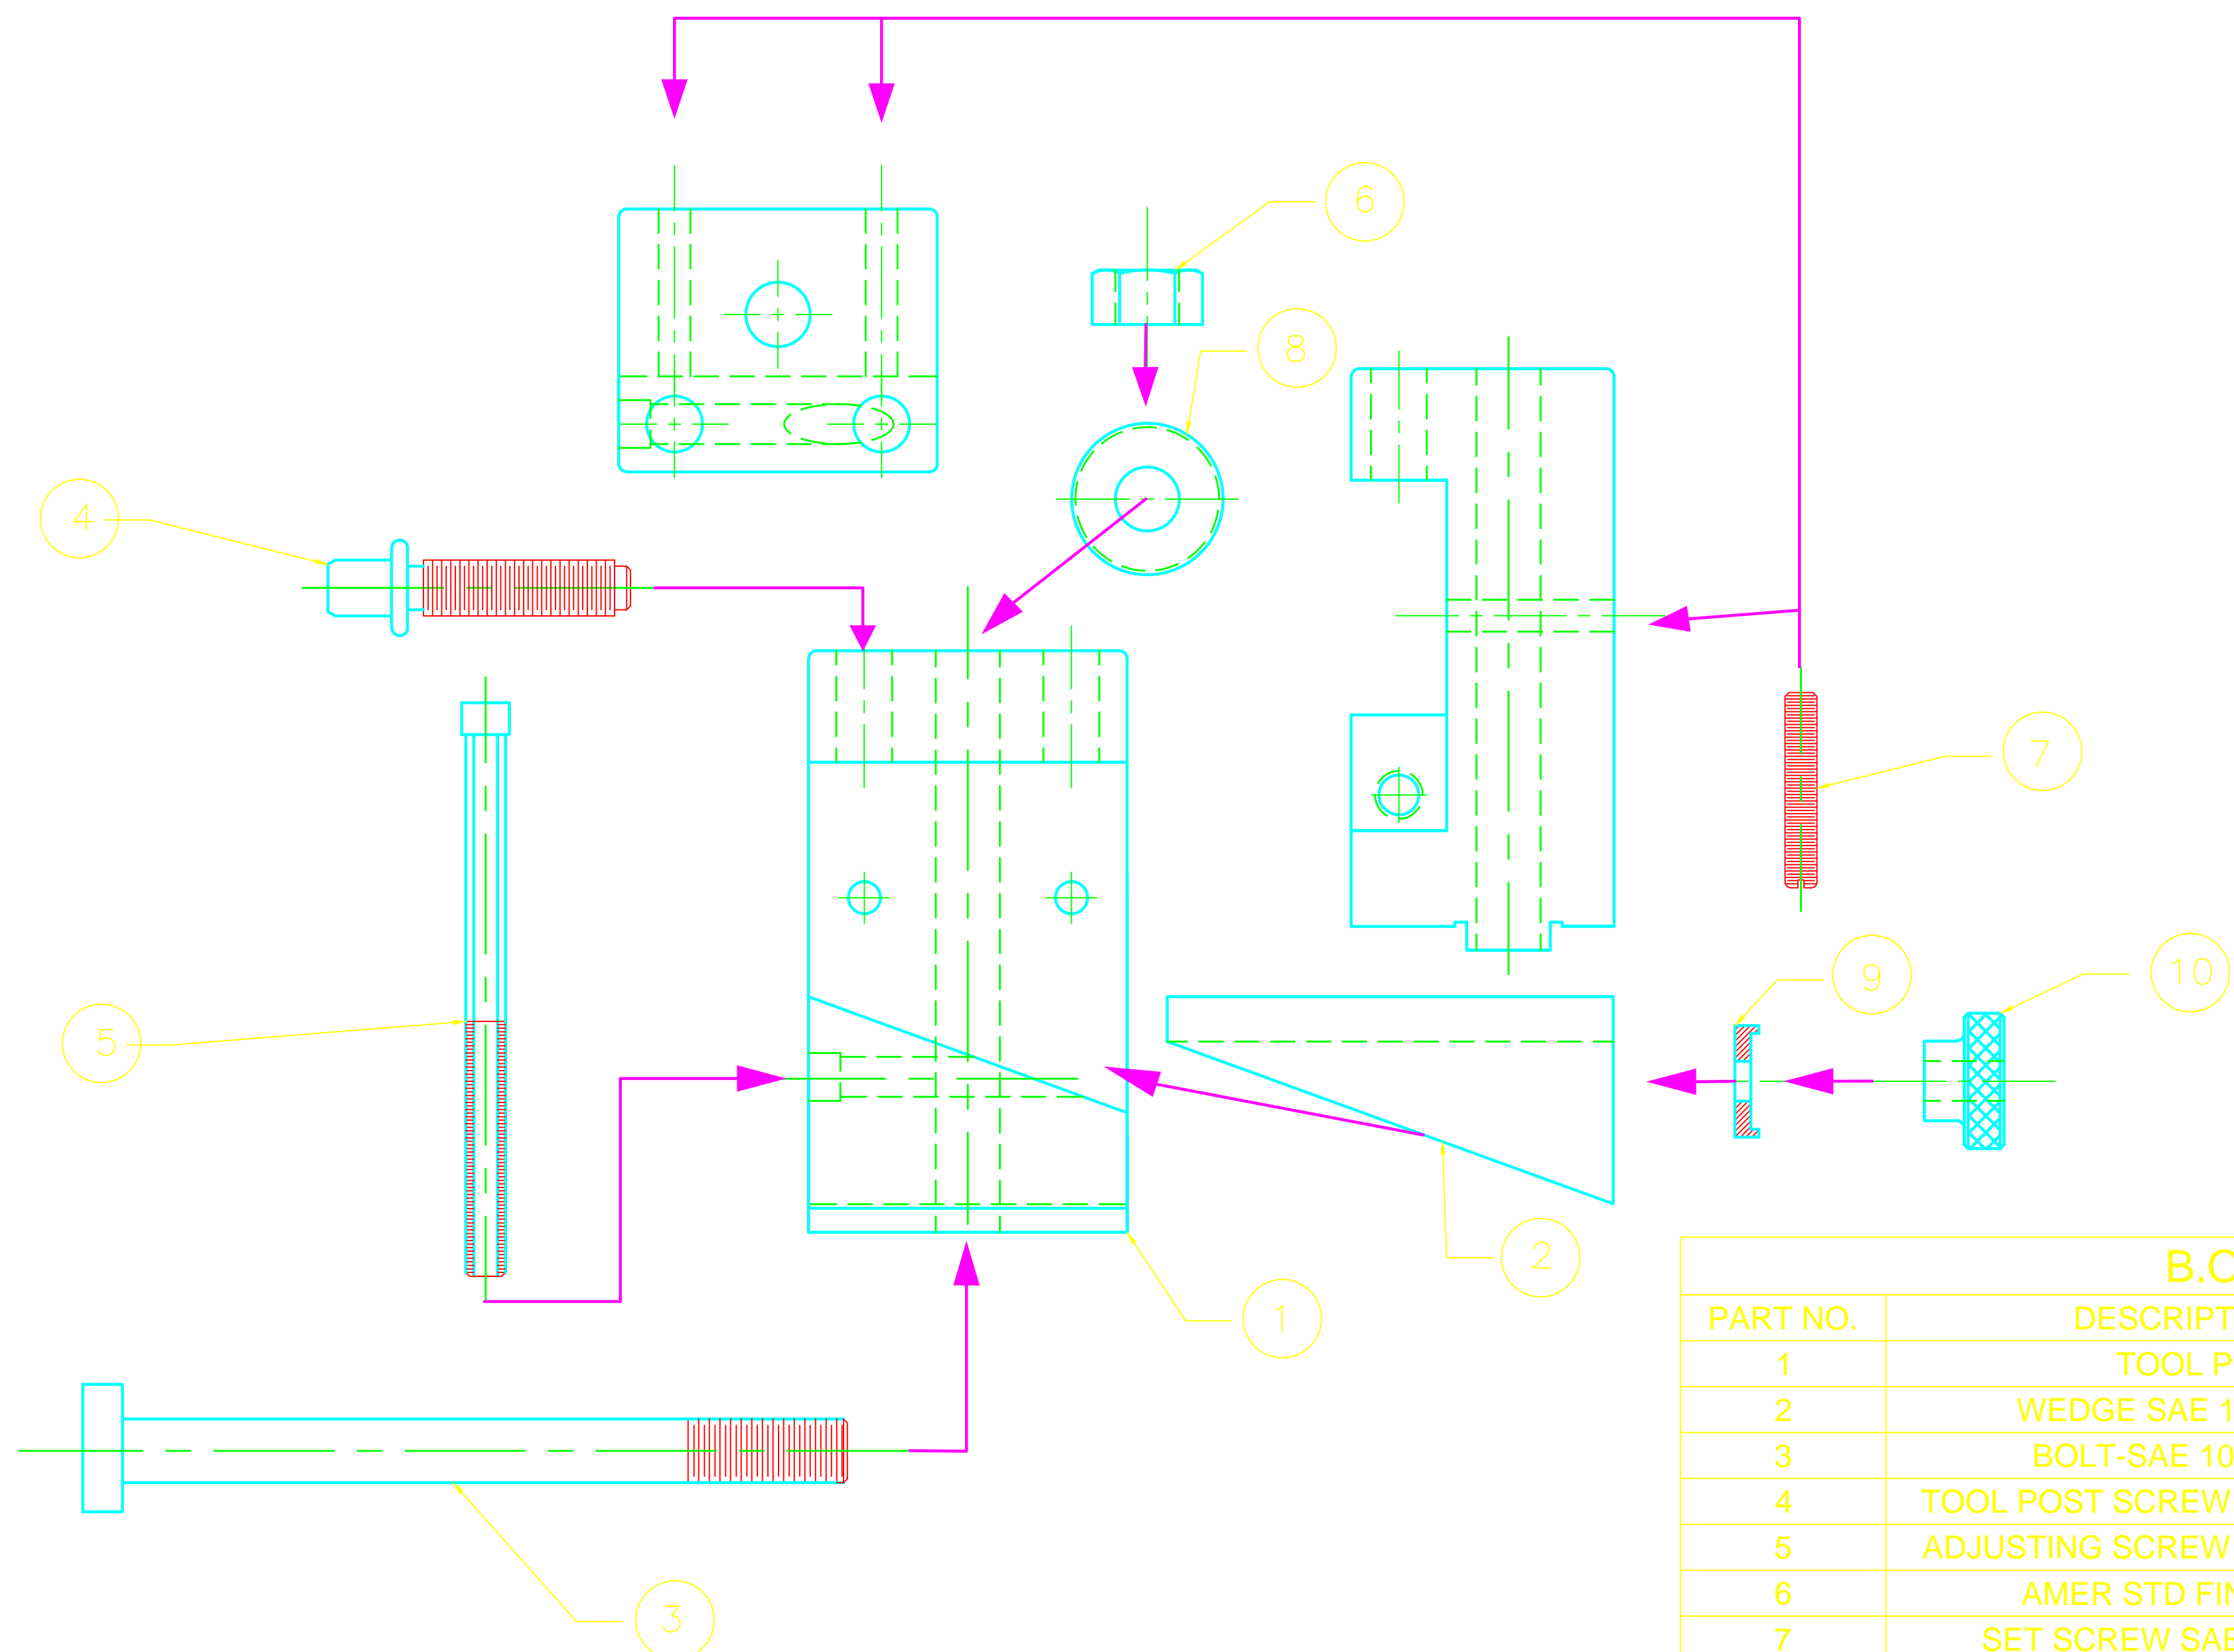 6
8
4
7
9
10
5
2
1
3
B.
PART NO. DESCRIPT
1 TOOL P
2 WEDGE SAE 1
3 BOLT-SAE 10
4 TOOL POST SCREW
5 ADJUSTING SCREW
6 AMER STD FIN
7 SET SCREW SAE